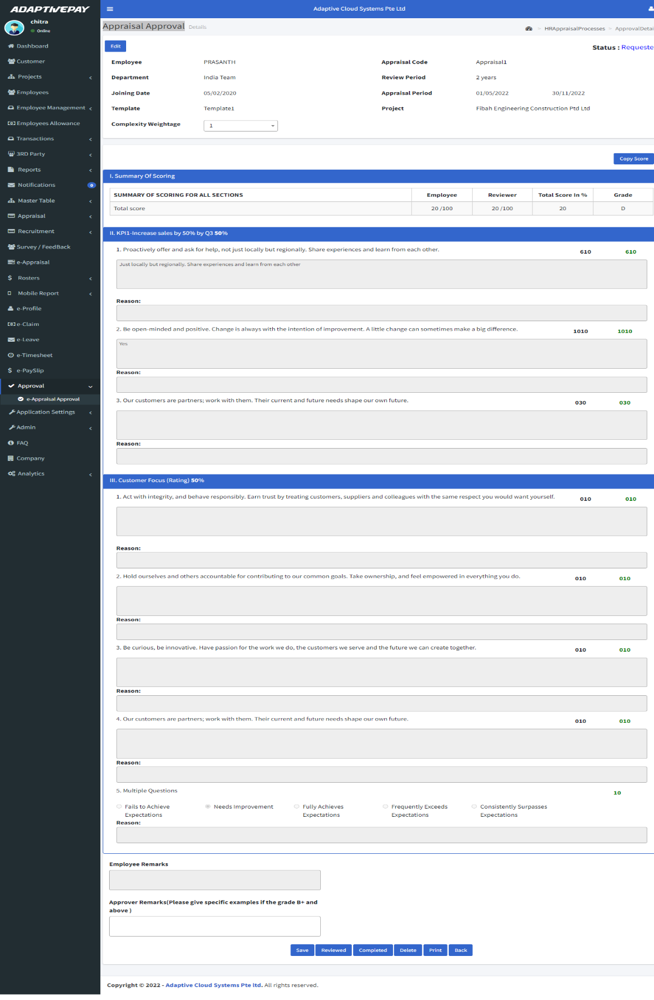 ADAPTIVEPAY
Adaptive Cloud Systems Pte Ltd
chitra
Online
Dashboard
Customer
Projects
Employees
Employee Management
Employees Allowance
Transactions
3RD Party
Reports
Notifications 0
Master Table
Appraisal
Recruitment
Survey / FeedBack
e-Appraisal
Rosters
Mobile Report
e-Profile
e-Claim
e-Leave
e-Timesheet
e-PaySlip
Approval
e-Appraisal Approval
Application Settings
Admin
FAQ
Company
Analytics
Appraisal Approval Details
> HRAppraisalProcesses > ApprovalDetai
Edit
Status : Requeste
Employee PRASANTH Appraisal Code Appraisal1
Department India Team Review Period 2 years
Joining Date 05/02/2020 Appraisal Period 01/05/2022 30/11/2022
Template Template1 Project Fibah Engineering Construction Ptd Ltd
Complexity Weightage 1
Copy Score
I. Summary Of Scoring
SUMMARY OF SCORING FOR ALL SECTIONS Employee Reviewer Total Score In % Grade
Total score 20 /100 20 /100 20 D
II. KPI1-Increase sales by 50% by Q3 50%
1. Proactively offer and ask for help, not just locally but regionally. Share experiences and learn from each other. 610 610
Just locally but regionally. Share experiences and learn from each other
Reason:
2. Be open-minded and positive. Change is always with the intention of improvement. A little change can sometimes make a big difference. 1010 1010
Yes
Reason:
3. Our customers are partners; work with them. Their current and future needs shape our own future. 030 030
Reason:
III. Customer Focus (Rating) 50%
1. Act with integrity, and behave responsibly. Earn trust by treating customers, suppliers and colleagues with the same respect you would want yourself. 010 010
Reason:
2. Hold ourselves and others accountable for contributing to our common goals. Take ownership, and feel empowered in everything you do. 010 010
Reason:
3. Be curious, be innovative. Have passion for the work we do, the customers we serve and the future we can create together. 010 010
Reason:
4. Our customers are partners; work with them. Their current and future needs shape our own future. 010 010
Reason:
5. Multiple Questions 10
Fails to Achieve Needs Improvement Fully Achieves Frequently Exceeds Consistently Surpasses
Expectations Expectations Expectations Expectations
Reason:
Employee Remarks
Approver Remarks(Please give specific examples if the grade B+ and
above )
Save Reviewed Completed Delete Print Back
Copyright © 2022 - Adaptive Cloud Systems Pte ltd. All rights reserved.